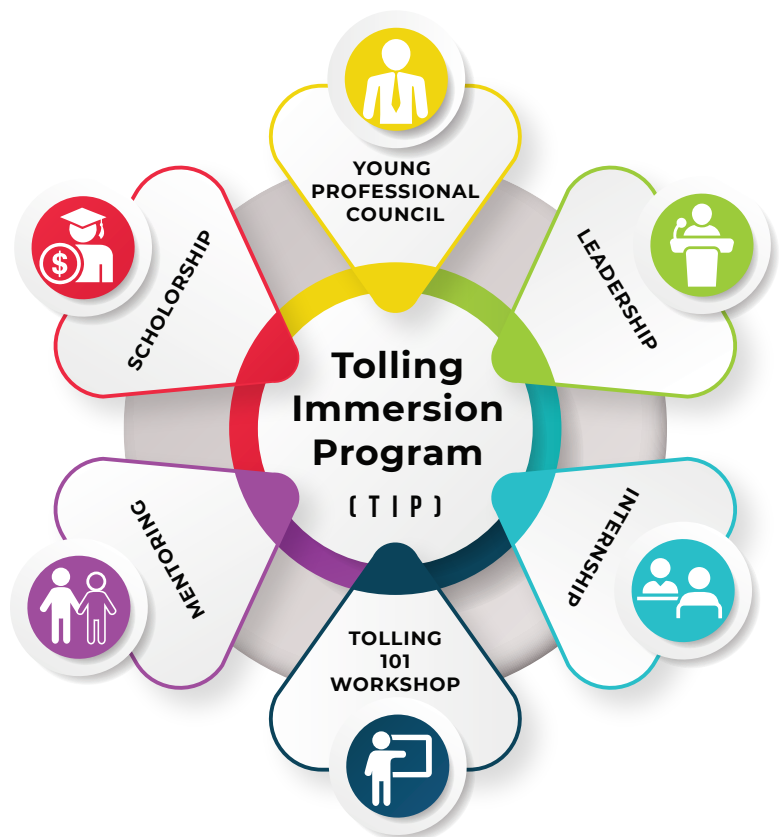 YOUNG
PROFESSIONAL
COUNCIL
LEADERSHIP
SCHOLORSHIP
$
Tolling
Immersion
Program
(TIP)
MENTORING
INTERNSHIP
TOLLING
101
WORKSHOP